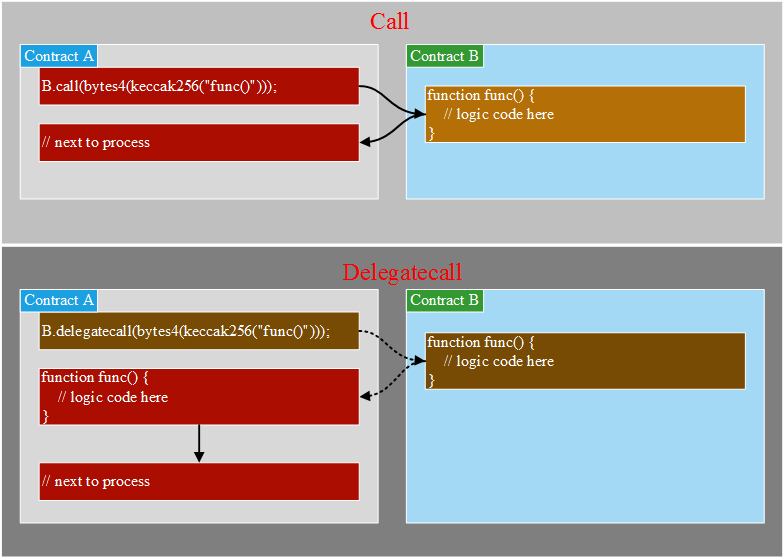 Call
Contract A
B.call(bytes4(keccak256("func()")));
// next to process
Contract B
function func() {
// logic code here
}
Delegatecall
Contract A
B.delegatecall(bytes4(keccak256("func()")));
function func() {
// logic code here
}
// next to process
Contract B
function func() {
// logic code here
}